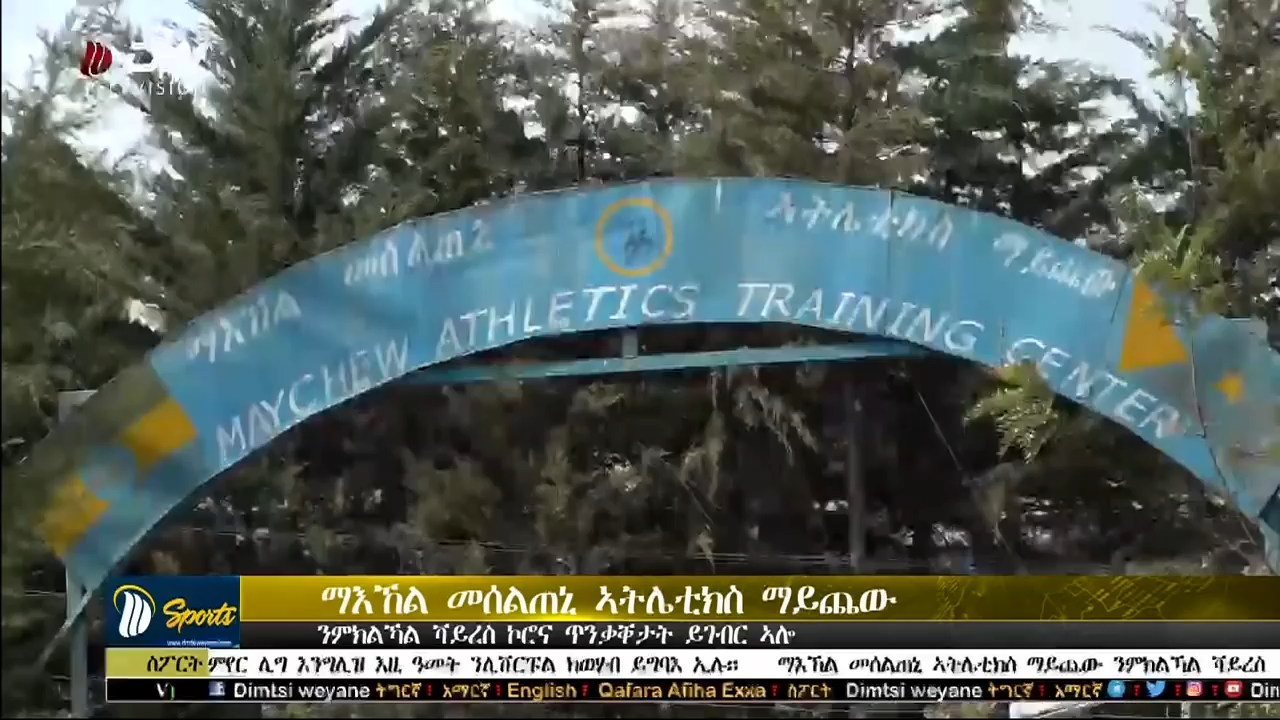 ማእኸል መሰልጠኒ ኣትሌቲክስ ማይጨው
MAYCHEW ATHLETICS TRAINING CENTER
Sports
ማእኸል መሰልጠኒ ኣትሌቲክስ ማይጨው
ንምክልኻል ቫይረስ ኮሮና ጥንቃቐታት ይገብር ኣሎ
ስፖርት ምየር ሊግ እንግሊዝ እዚ ዓመት ንሊቨርፑል ክወሃብ ይግባእ ኢሉ። ማእኸል መሰልጠኒ ኣትሌቲክስ ማይጨው ንምክልኻል ቫይረስ
Dimtsi weyane ትግርኛ ፡ አማርኛ ፡ English ፡ Qafara Afiha Exxa ፡ ስፖርት Dimtsi weyane ትግርኛ ፡ አማርኛ